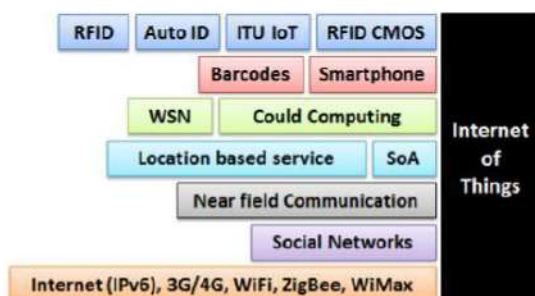 RFID Auto ID ITU IoT RFID CMOS
Barcodes Smartphone
WSN Could Computing
Location based service SoA
Near field Communication
Social Networks
Internet (IPv6), 3G/4G, WiFi, ZigBee, WiMax
Internet
of
Things